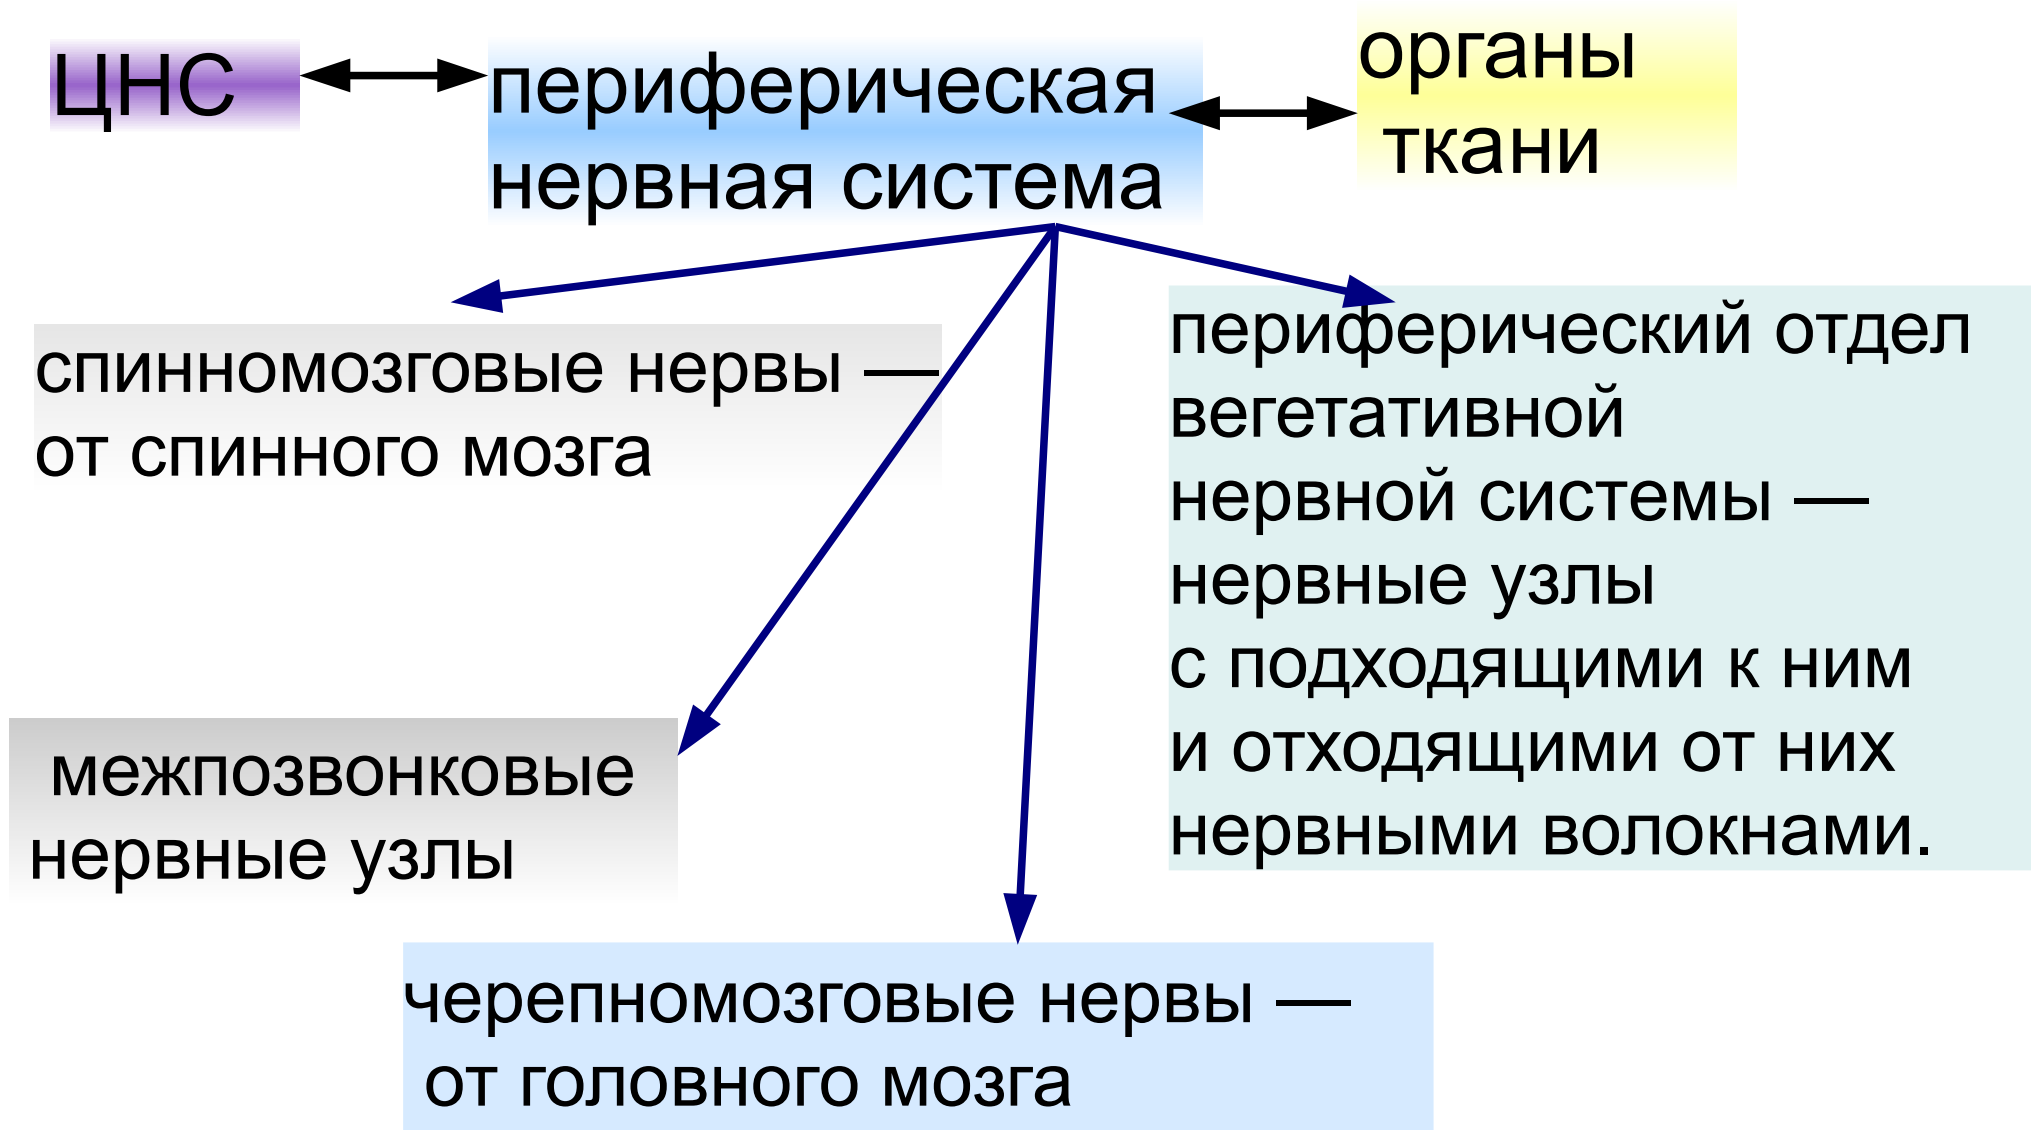 ЦНС
периферическая
нервная система
органы
ткани
спинномозговые нервы —
от спинного мозга
периферический отдел
вегетативной
нервной системы —
нервные узлы
с подходящими к ним
и отходящими от них
нервными волокнами.
межпозвонковые
нервные узлы
черепномозговые нервы —
от головного мозга